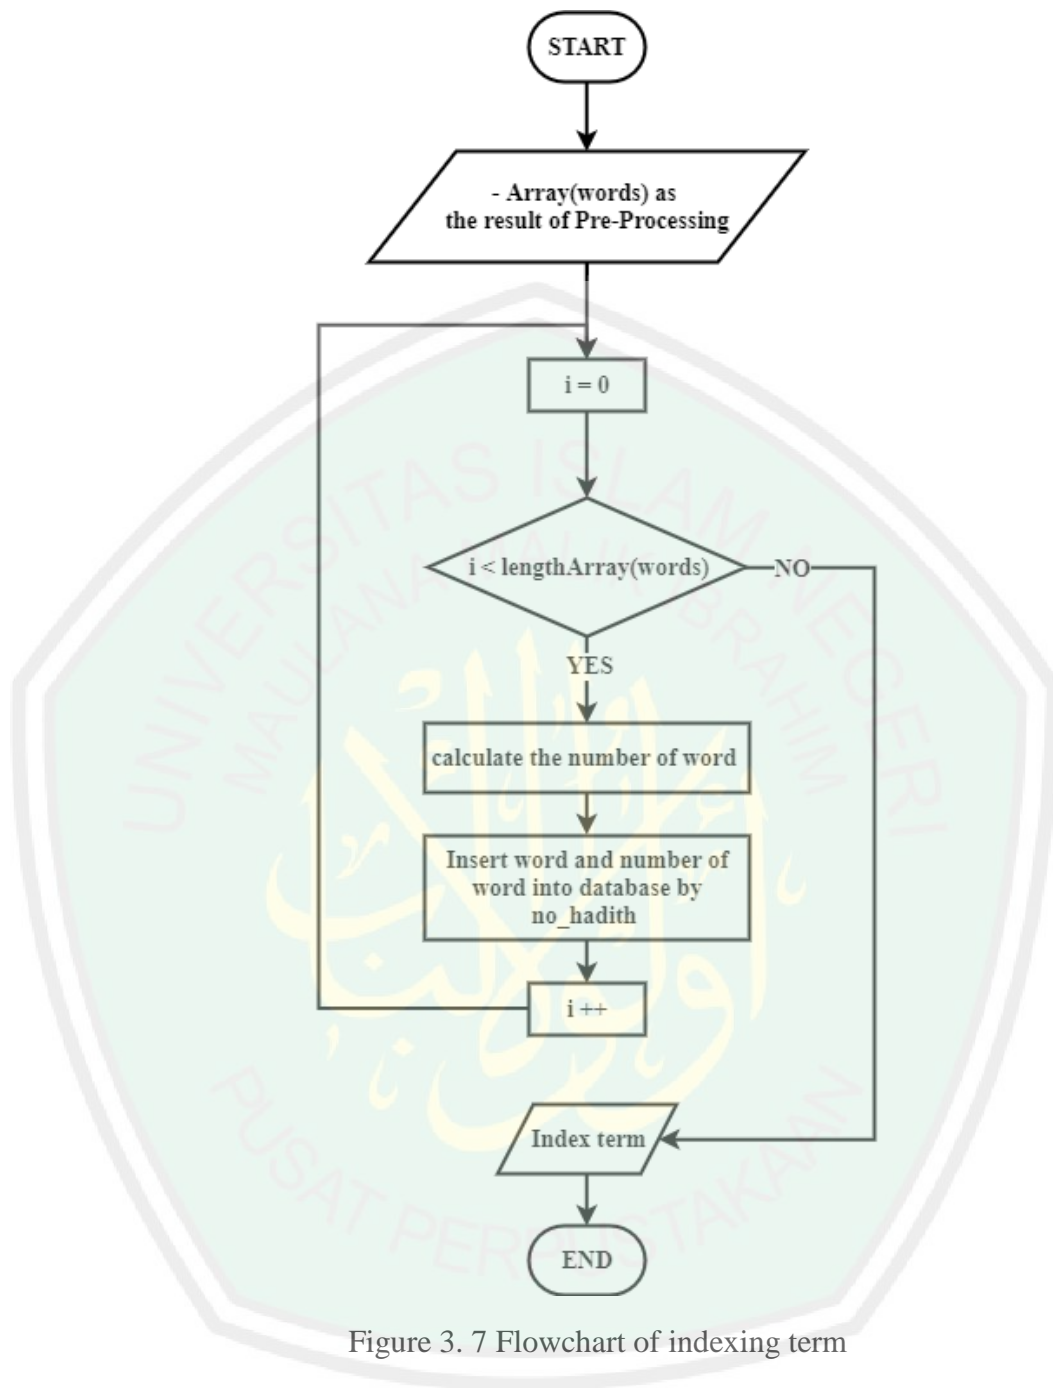 START
- Array(words) as
the result of Pre-Processing
i = 0
i < lengthArray(words)
NO
YES
calculate the number of word
Insert word and number of
word into database by
no_hadith
i ++
Index term
END
UNIVERSITAS ISLAM NEGERI
MAULANA MALIK IBRAHIM
PUSAT PERPUSTAKAAN
Figure 3. 7 Flowchart of indexing term